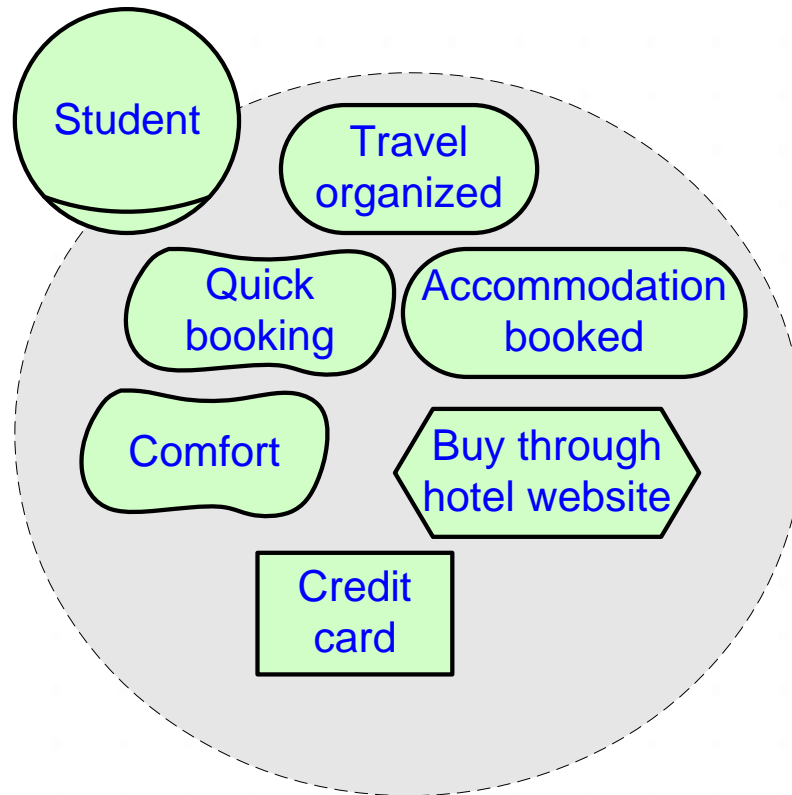 Student
Travel
organized
Quick
booking
Accommodation
booked
Comfort
Buy through
hotel website
Credit
card